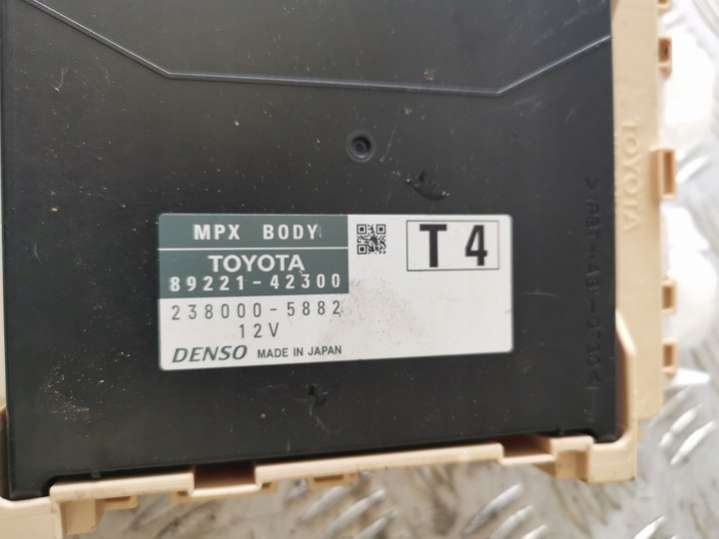 MPX BODY
T4
TOYOTA
89221-42300
238000-5882
12V
DENSO MADE IN JAPAN
TOYOTA